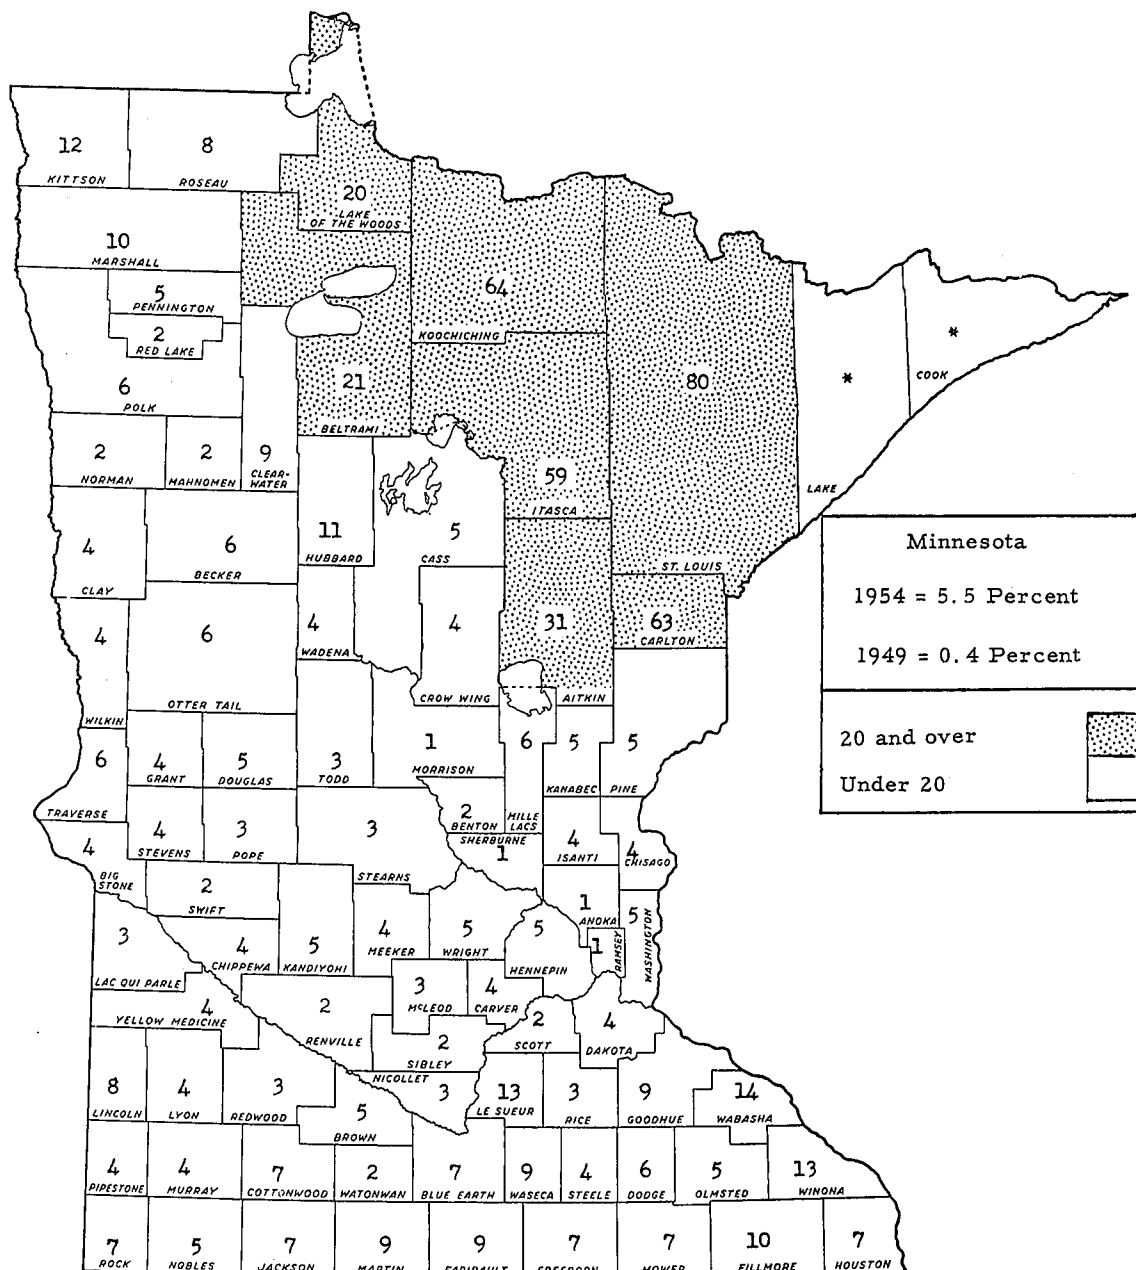 12
KITTSON
8
ROSEAU
20
LAKE
OF THE WOODS
10
MARSHALL
5
PENNINGTON
2
RED LAKE
64
KOOCHICHING
*
COOK
*
LAKE
80
ST. LOUIS
6
POLK
21
BELTRAMI
2
NORMAN
2
MAHNOMEN
9
CLEAR-
WATER
59
ITASCA
11
HUBBARD
5
CASS
4
CLAY
6
BECKER
Minnesota
1954 = 5.5 Percent
1949 = 0.4 Percent
20 and over
Under 20
4
WILKIN
6
OTTER TAIL
4
WADENA
4
CROW WING
31
AITKIN
63
CARLTON
6
TRAVERSE
4
GRANT
5
DOUGLAS
3
TODD
1
MORRISON
6
MILLE
LACS
5
KANABEC
5
PINE
4
BIG
STONE
4
STEVENS
3
POPE
3
STEARNS
2
BENTON
SHERBURNE
1
4
ISANTI
4
CHISAGO
2
SWIFT
1
ANOKA
5
WASHINGTON
3
LAC QUI PARLE
4
CHIPPEWA
5
KANDIYOHI
4
MEEKER
5
WRIGHT
5
HENNEPIN
1
RAMSEY
4
YELLOW MEDICINE
2
RENVILLE
3
McLEOD
4
CARVER
2
SCOTT
4
DAKOTA
2
SIBLEY
NICOLLET
3
8
LINCOLN
4
LYON
3
REDWOOD
5
BROWN
13
LE SUEUR
3
RICE
9
GOODHUE
14
WABASHA
4
PIPESTONE
4
MURRAY
7
COTTONWOOD
2
WATONWAN
7
BLUE EARTH
9
WASECA
4
STEELE
6
DODGE
5
OLMSTED
13
WINONA
7
ROCK
5
NOBLES
7
JACKSON
9
MARTIN
9
FARIBAULT
7
FREEBORN
7
MOWER
10
FILLMORE
7
HOUSTON